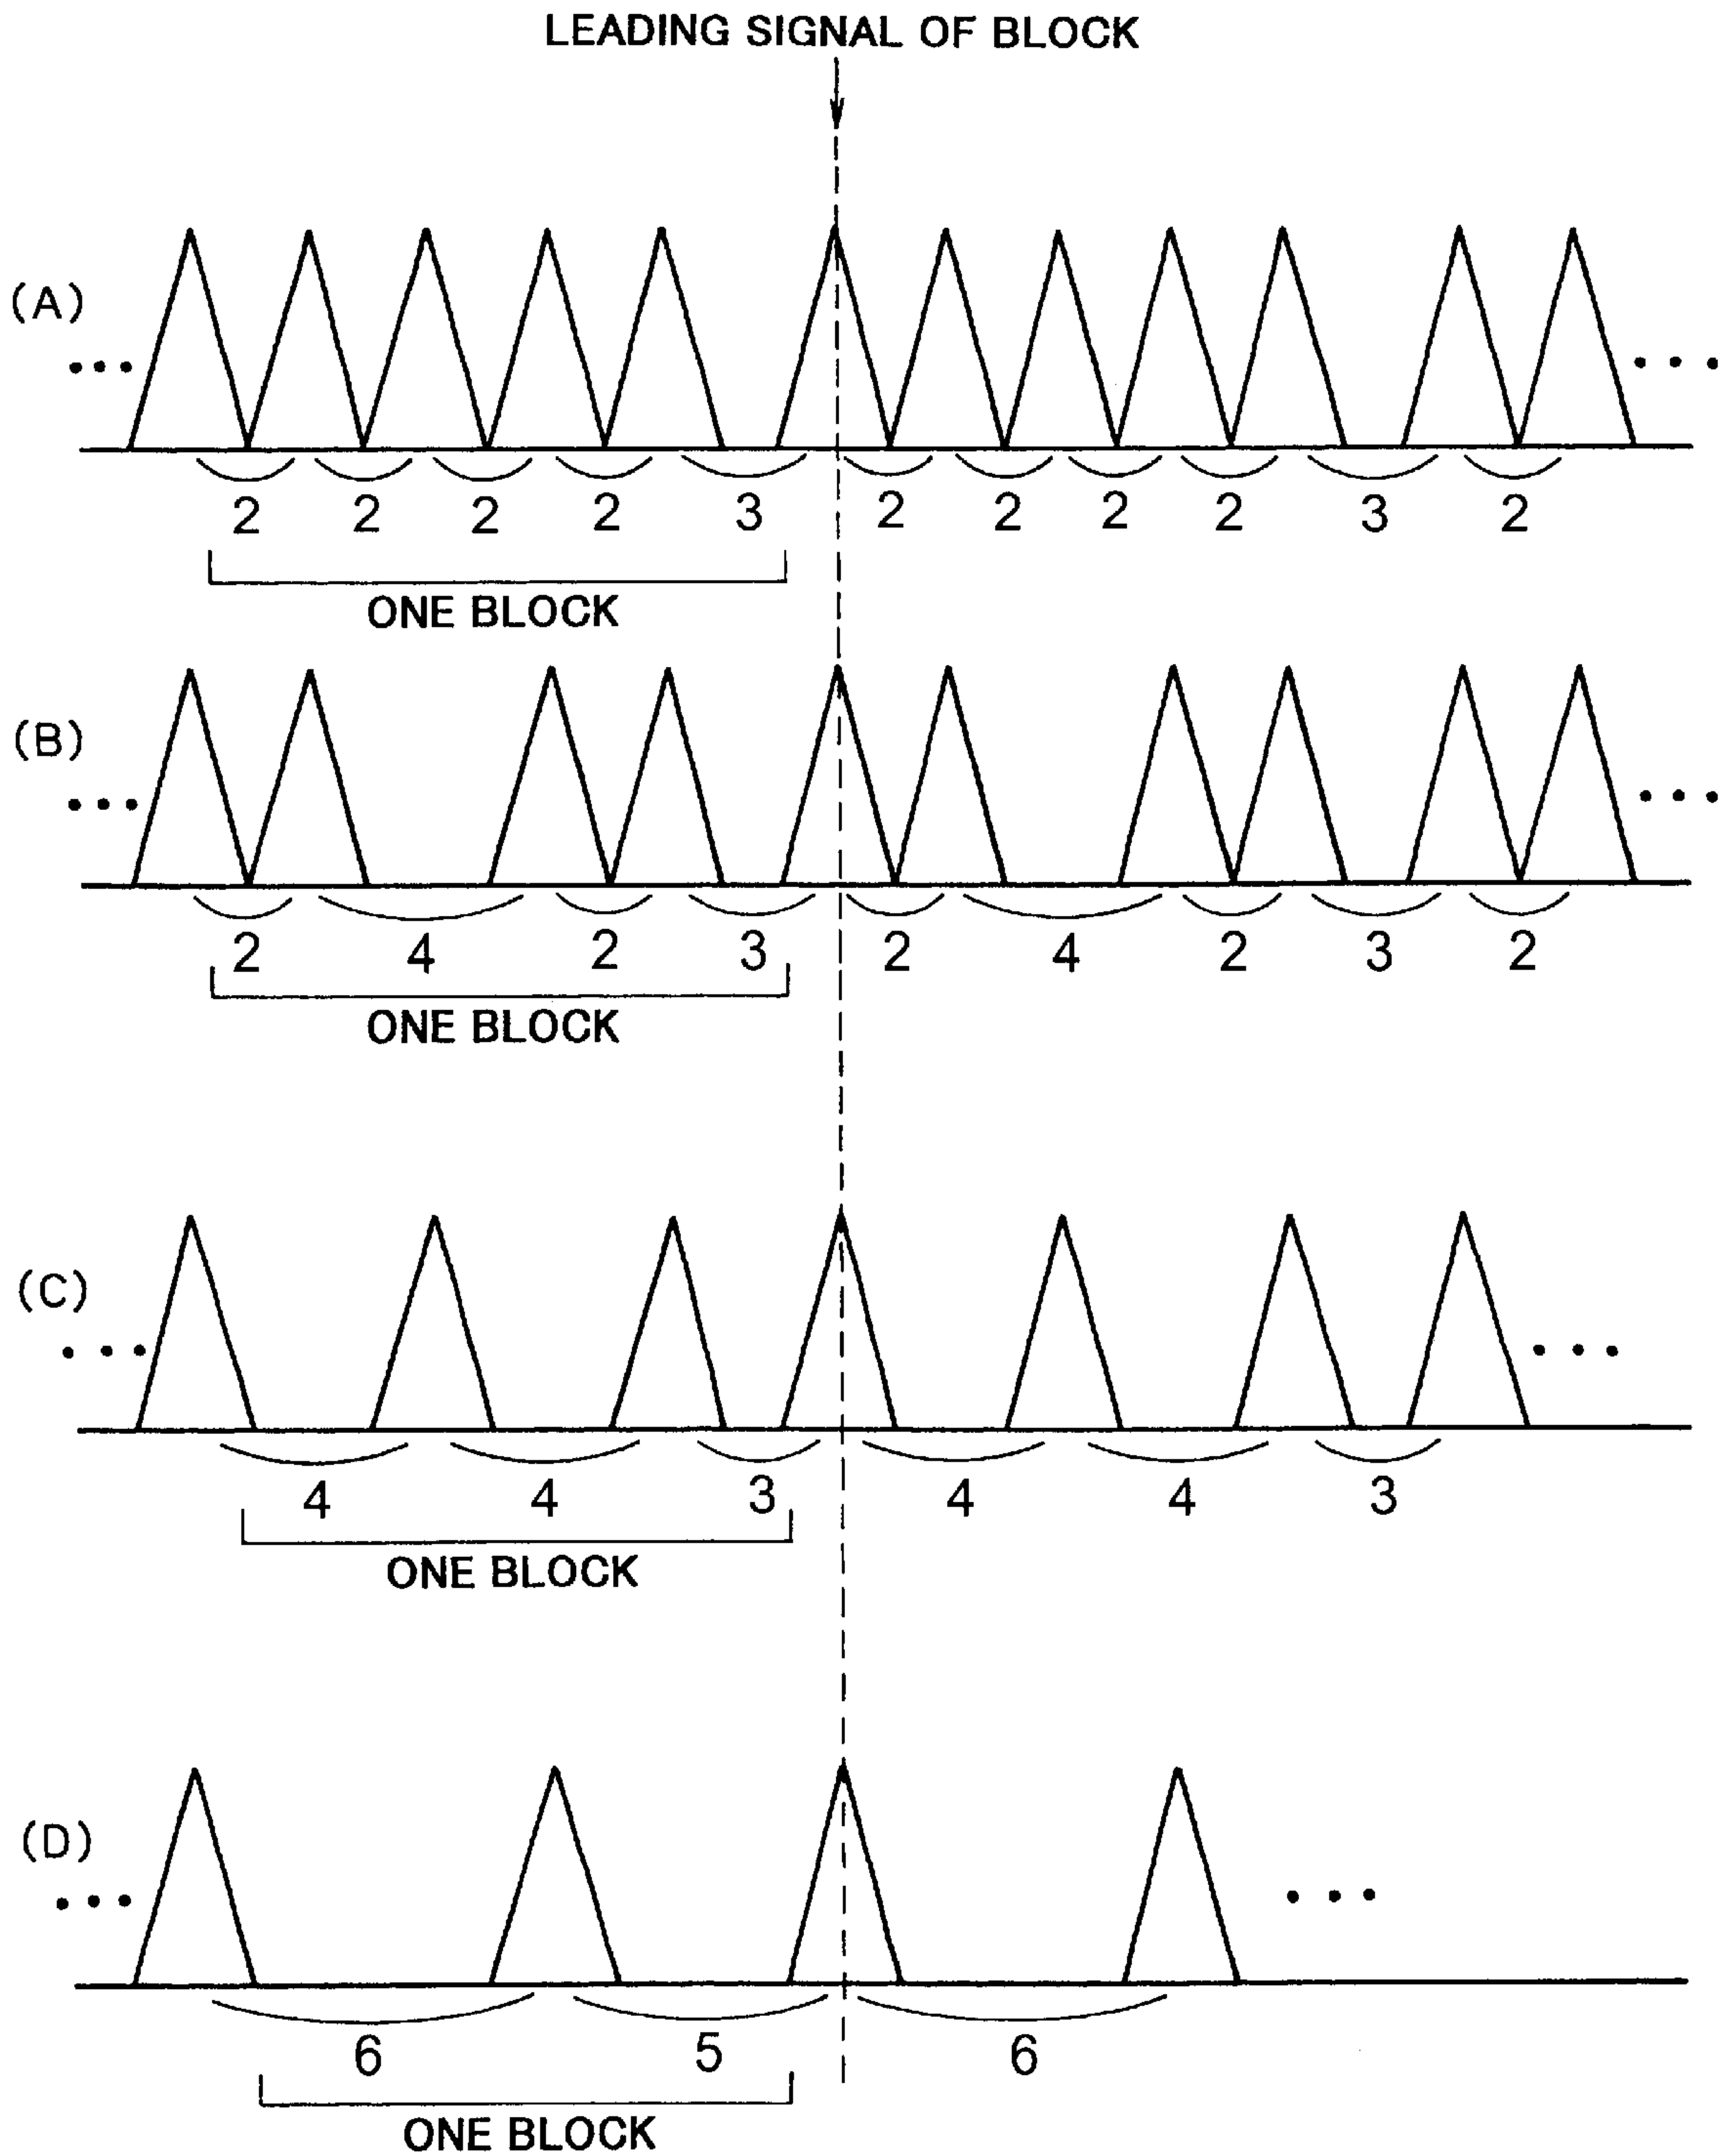 LEADING SIGNAL OF BLOCK
(A)
... ...
2 2 2 2 3 2 2 2 2 3 2
ONE BLOCK
(B)
... ...
2 4 2 3 2 4 2 3 2
ONE BLOCK
(C)
... ...
4 4 3 4 4 3
ONE BLOCK
(D)
... ...
6 5 6
ONE BLOCK